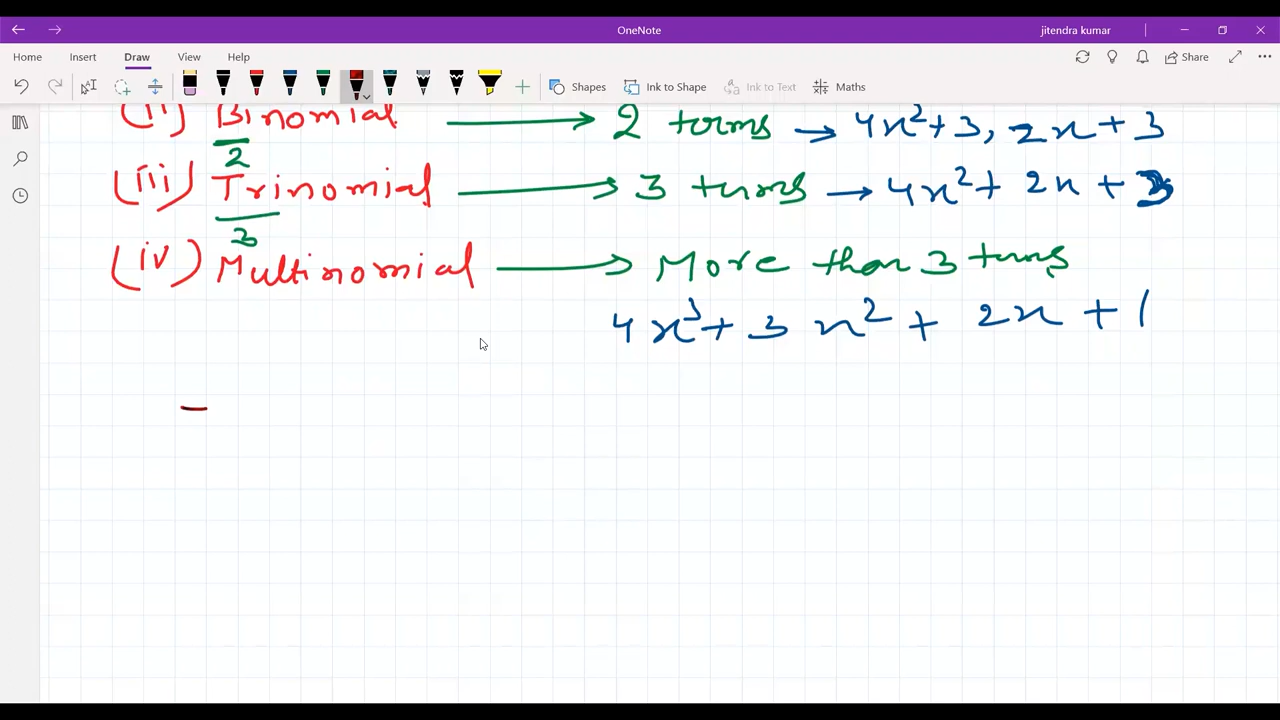 OneNote
jitendra kumar
Home Insert Draw View Help
Share
Shapes Ink to Shape Ink to Text Maths
(ii) Binomial → 2 terms → 4x²+3, 2x+3
2
(iii) Trinomial → 3 terms → 4x²+ 2x + 3
3
(iv) Multinomial → More than 3 terms
4x³+ 3x² + 2x + 1